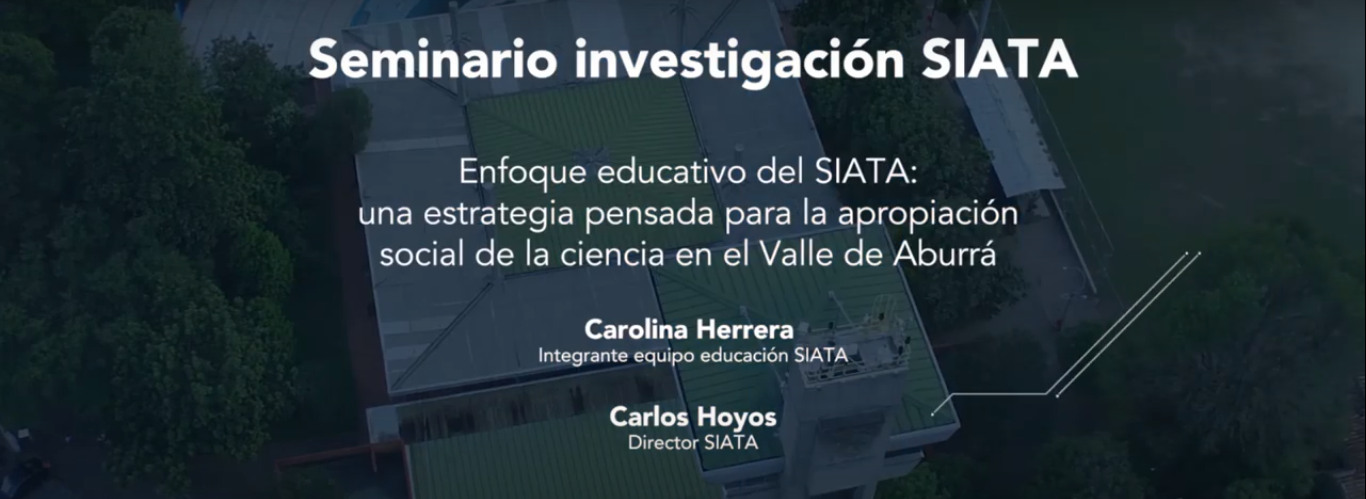 Seminario investigación SIATA
Enfoque educativo del SIATA:
una estrategia pensada para la apropiación
social de la ciencia en el Valle de Aburrá
Carolina Herrera
Integrante equipo educación SIATA
Carlos Hoyos
Director SIATA